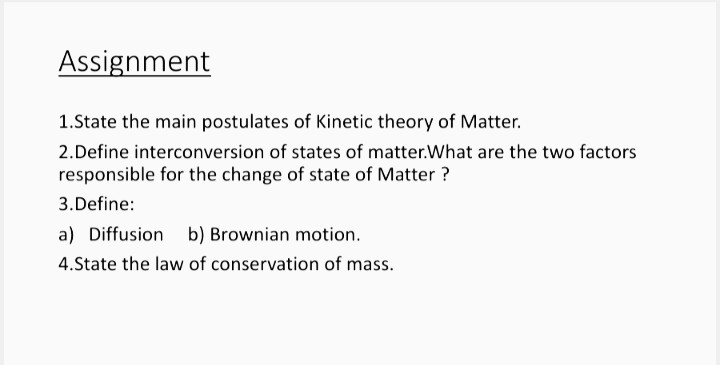 Assignment
1.State the main postulates of Kinetic theory of Matter.
2.Define interconversion of states of matter.What are the two factors
responsible for the change of state of Matter ?
3.Define:
a) Diffusion b) Brownian motion.
4.State the law of conservation of mass.